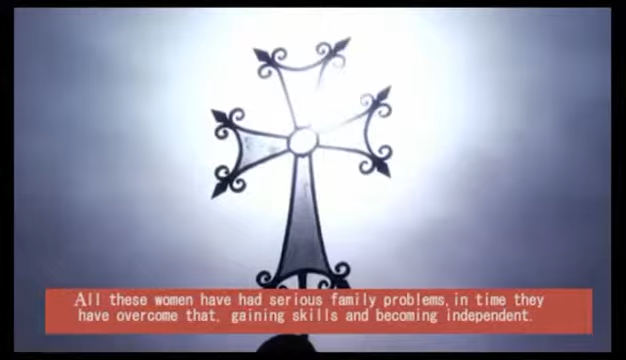 All these women have had serious family problems, in time they
have overcome that, gaining skills and becoming independent.